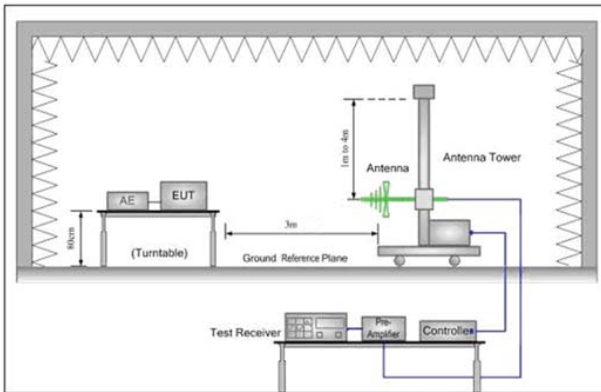 1m to 4m
Antenna
Antenna Tower
AE
EUT
80cm
(Turntable)
3m
Ground Reference Plane
Test Receiver
Pre-
Amplifier
Controller